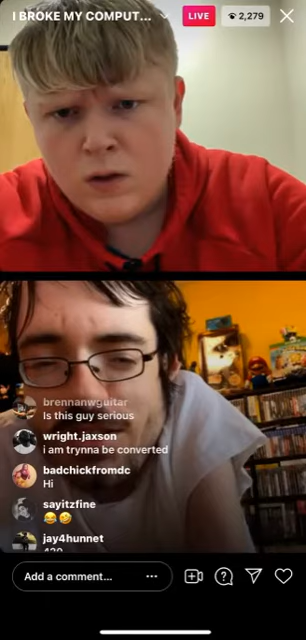 I BROKE MY COMPUT...
LIVE
2,279
brennanwguitar
Is this guy serious
wright.jaxson
i am trynna be converted
badchickfromdc
Hi
sayitzfine
😂🤣
jay4hunnet
420
Add a comment...